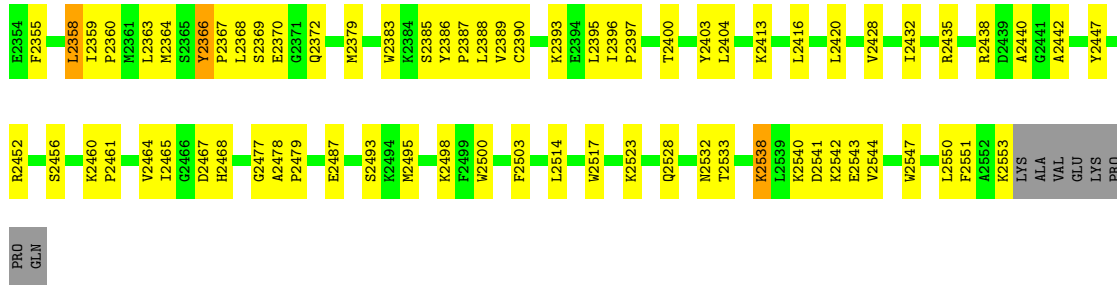 E2354 F2355 L2358 I2359 P2360 M2361 L2363 M2364 S2365 Y2366 P2367 L2368 S2369 E2370 G2371 Q2372 M2379 W2383 K2384 S2385 Y2386 P2387 L2388 V2389 C2390 K2393 E2394 L2395 I2396 P2397 T2400 Y2403 L2404 K2413 L2416 L2420 V2428 I2432 R2435 R2438 D2439 A2440 G2441 A2442 Y2447
R2452 S2456 K2460 P2461 V2464 I2465 G2466 D2467 H2468 G2477 A2478 P2479 E2487 S2493 K2494 M2495 K2498 F2499 W2500 F2503 L2514 W2517 K2523 Q2528 N2532 T2533 K2538 L2539 K2540 D2541 K2542 E2543 V2544 W2547 L2550 F2551 A2552 K2553 LYS ALA VAL GLU LYS PRO
PRO GLN